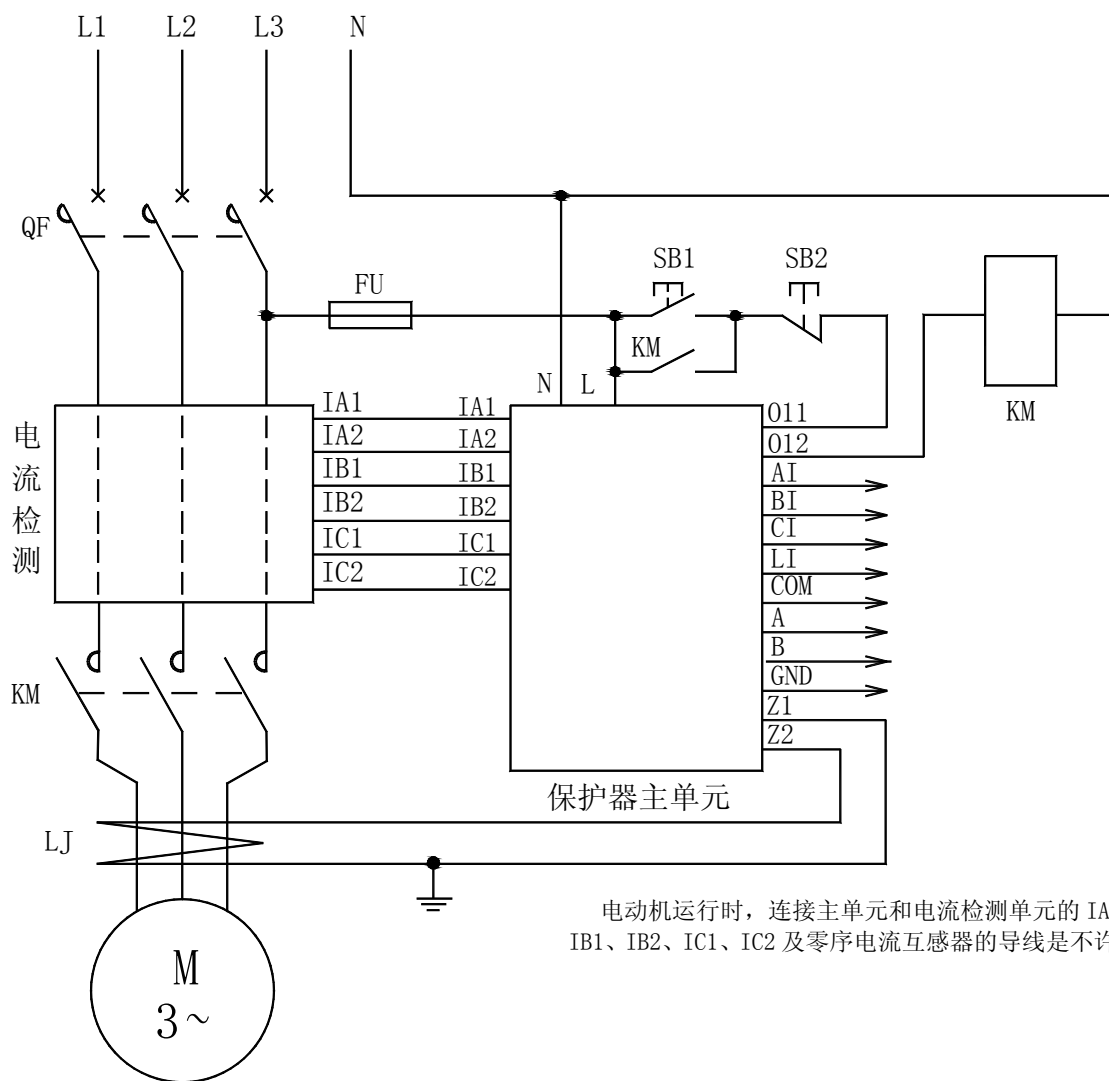 L1 L2 L3 N
QF
FU
SB1 SB2
KM
N L
KM
电流检测
IA1 IA1
IA2 IA2
IB1 IB1
IB2 IB2
IC1 IC1
IC2 IC2
O11
O12
AI
BI
CI
LI
COM
A
B
GND
Z1
Z2
KM
保护器主单元
LJ
电动机运行时，连接主单元和电流检测单元的 IA
IB1、IB2、IC1、IC2 及零序电流互感器的导线是不许
M
3~